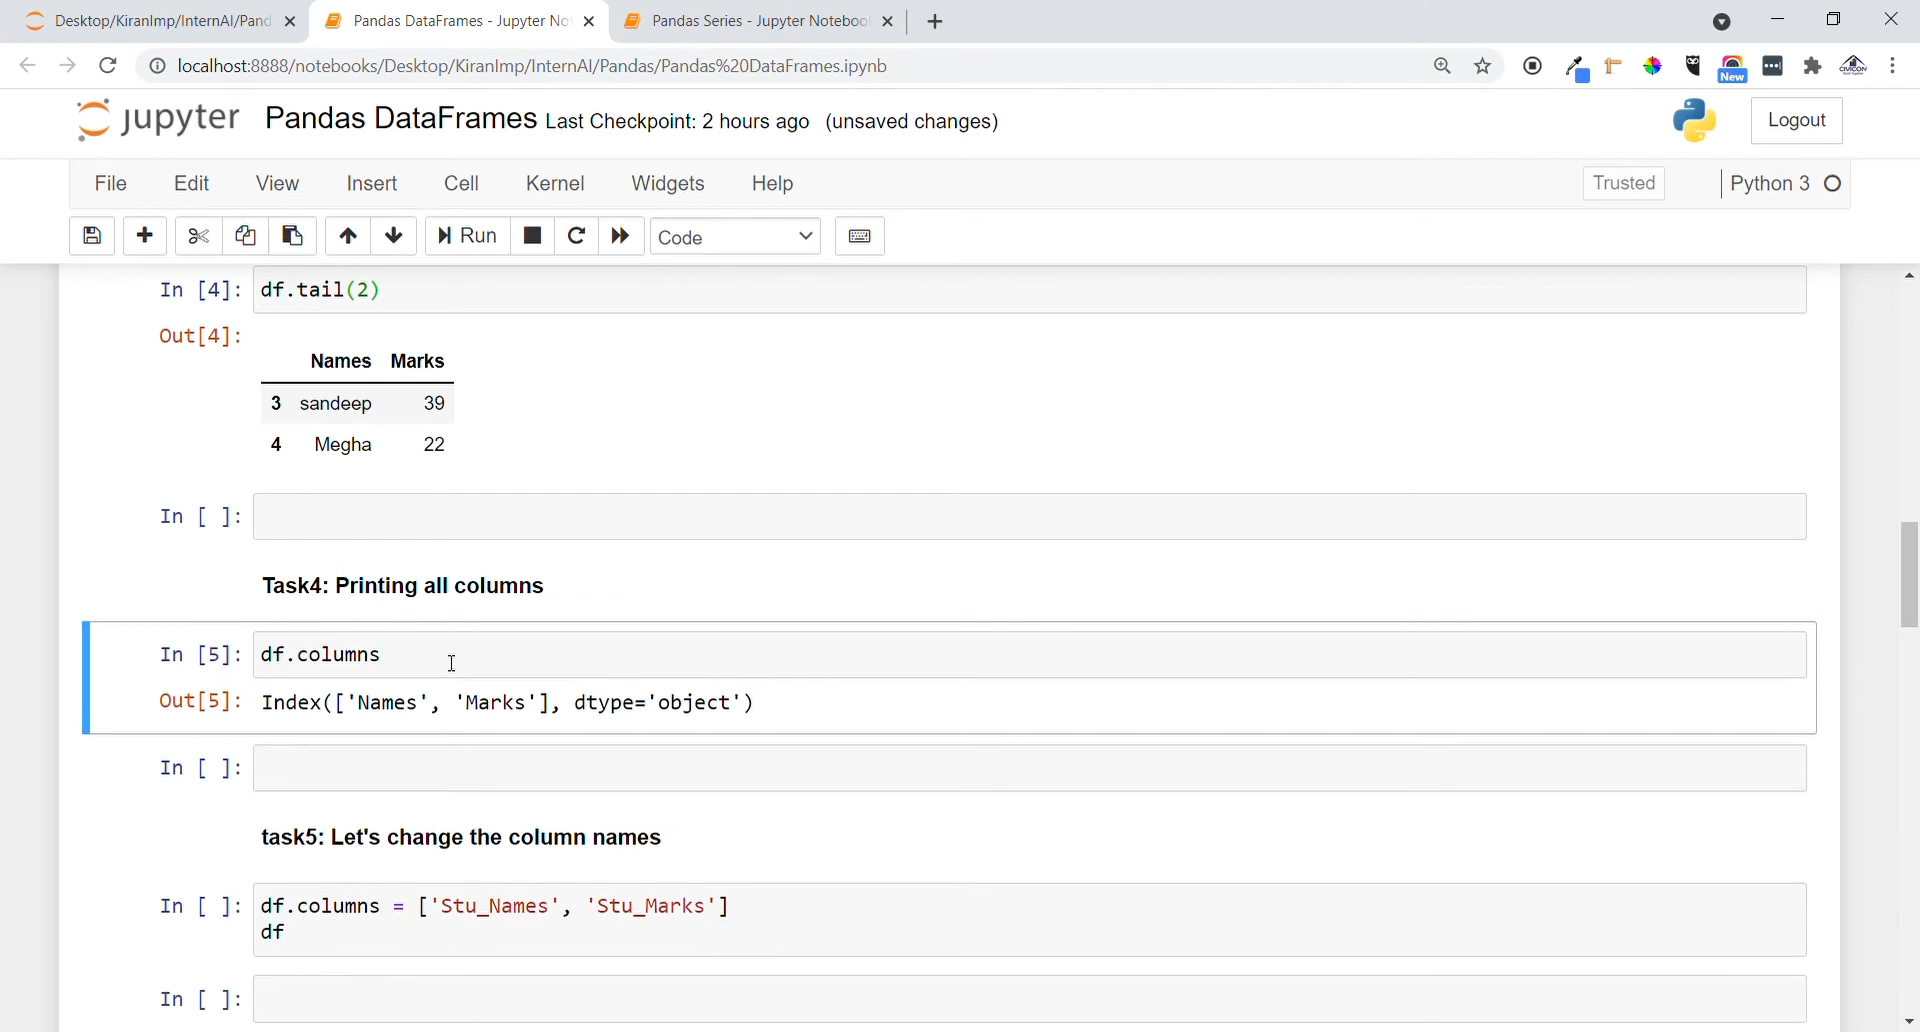 Desktop/KiranImp/InternAI/Pand
Pandas DataFrames - Jupyter No
Pandas Series - Jupyter Noteboo
localhost:8888/notebooks/Desktop/KiranImp/InternAI/Pandas/Pandas%20DataFrames.ipynb
New
CIVICON
jupyter Pandas DataFrames Last Checkpoint: 2 hours ago (unsaved changes)
Logout
File Edit View Insert Cell Kernel Widgets Help
Trusted
Python 3
Run
Code
In [4]: df.tail(2)
Out[4]:
Names Marks
3 sandeep 39
4 Megha 22
In [ ]:
Task4: Printing all columns
In [5]: df.columns
Out[5]: Index(['Names', 'Marks'], dtype='object')
In [ ]:
task5: Let's change the column names
In [ ]: df.columns = ['Stu_Names', 'Stu_Marks']
df
In [ ]: